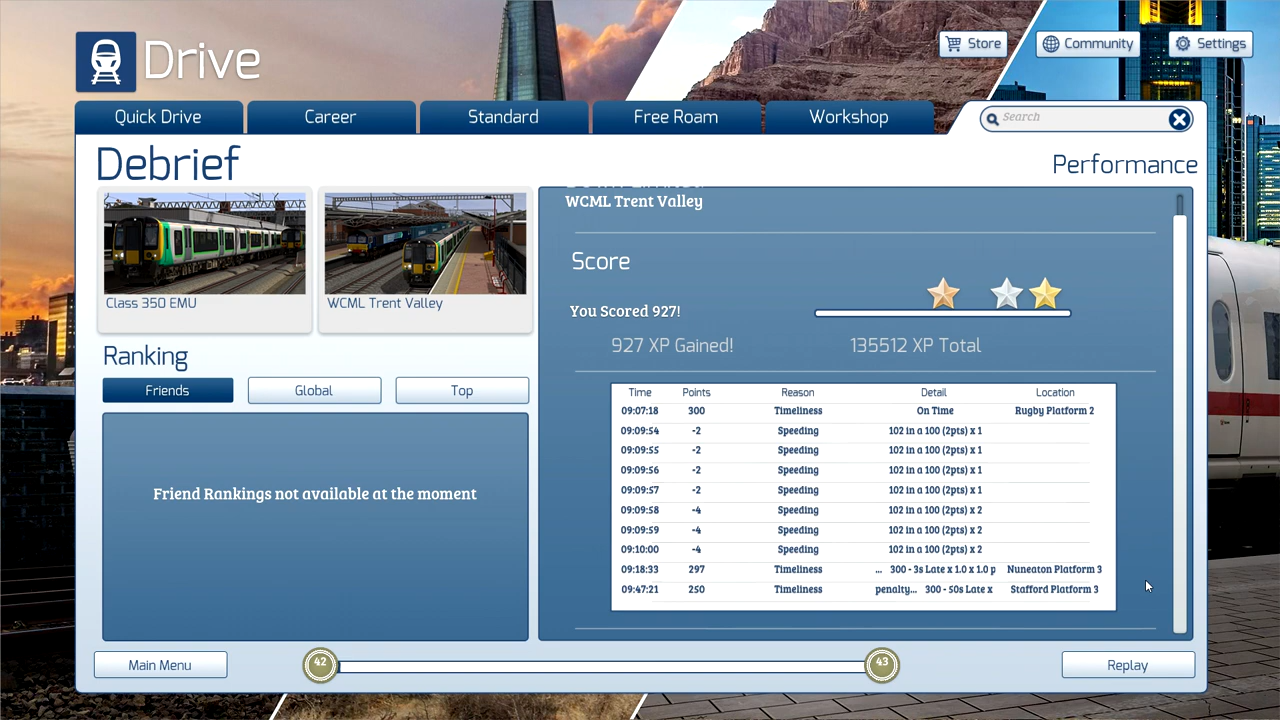 Drive
Store
Community
Settings
Quick Drive
Career
Standard
Free Roam
Workshop
Search
Debrief
Performance
Class 350 EMU
WCML Trent Valley
WCML Trent Valley
Score
You Scored 927!
927 XP Gained!
135512 XP Total
Ranking
Friends
Global
Top
Friend Rankings not available at the moment
Time Points Reason Detail Location
09:07:18 300 Timeliness On Time Rugby Platform 2
09:09:54 -2 Speeding 102 in a 100 (2pts) x 1
09:09:55 -2 Speeding 102 in a 100 (2pts) x 1
09:09:56 -2 Speeding 102 in a 100 (2pts) x 1
09:09:57 -2 Speeding 102 in a 100 (2pts) x 1
09:09:58 -4 Speeding 102 in a 100 (2pts) x 2
09:09:59 -4 Speeding 102 in a 100 (2pts) x 2
09:10:00 -4 Speeding 102 in a 100 (2pts) x 2
09:18:33 297 Timeliness ... 300 - 3s Late x 1.0 x 1.0 p Nuneaton Platform 3
09:47:21 250 Timeliness penalty... 300 - 50s Late x Stafford Platform 3
Main Menu
42
43
Replay